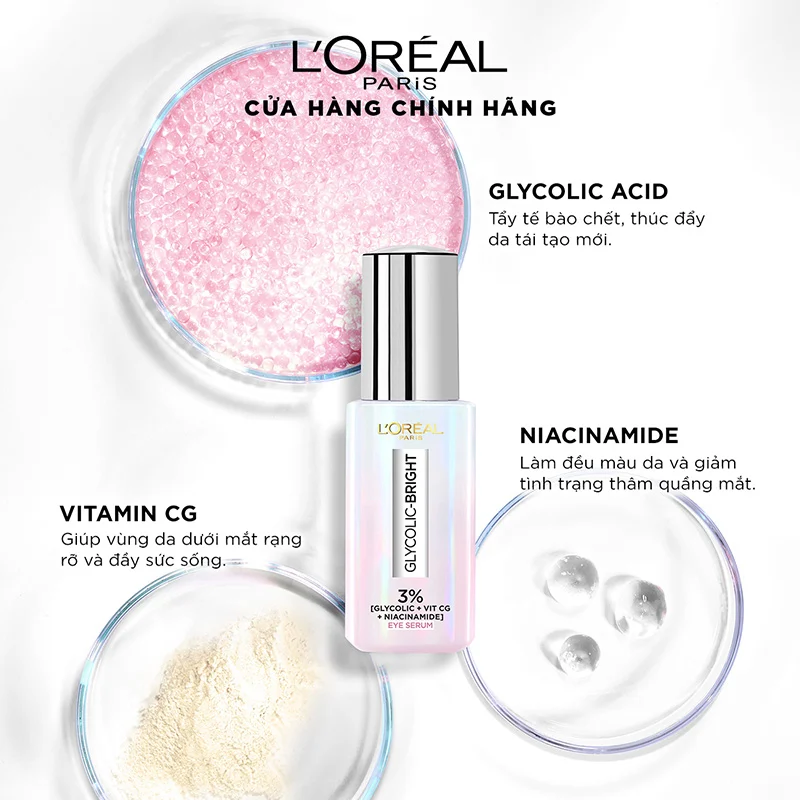 L'ORÉAL
PARiS
CỬA HÀNG CHÍNH HÃNG
GLYCOLIC ACID
Tẩy tế bào chết, thúc đẩy
da tái tạo mới.
NIACINAMIDE
Làm đều màu da và giảm
tình trạng thâm quầng mắt.
VITAMIN CG
Giúp vùng da dưới mắt rạng
rỡ và đầy sức sống.
L'ORÉAL
PARIS
GLYCOLIC-BRIGHT
3%
[GLYCOLIC + VIT CG
+ NIACINAMIDE]
EYE SERUM